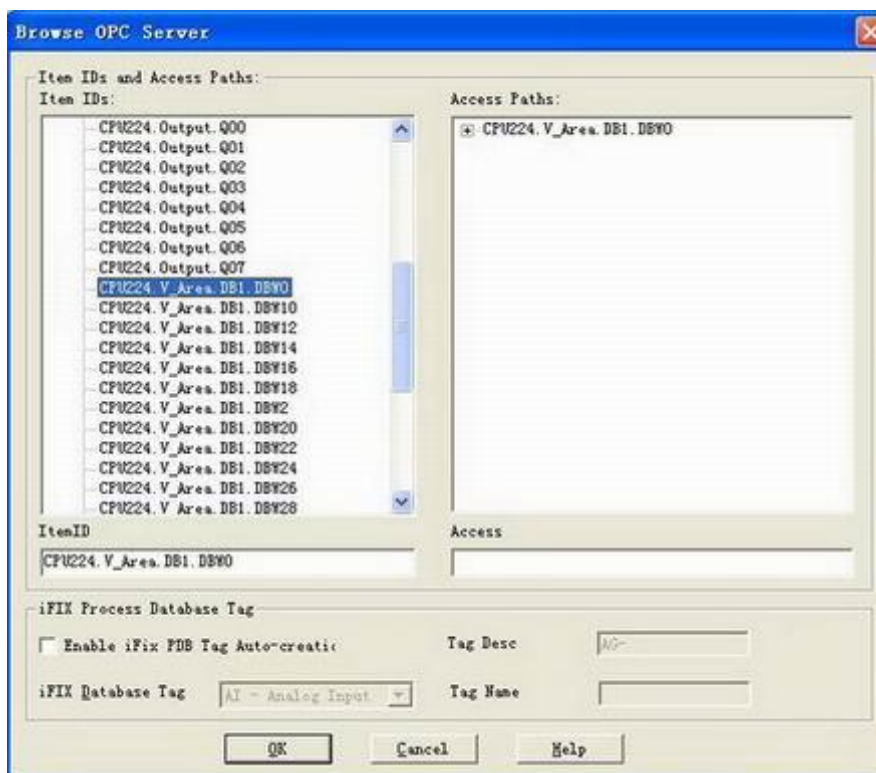 Browse OPC Server
Item IDs and Access Paths:
Item IDs:
CPU224.Output.Q00
CPU224.Output.Q01
CPU224.Output.Q02
CPU224.Output.Q03
CPU224.Output.Q04
CPU224.Output.Q05
CPU224.Output.Q06
CPU224.Output.Q07
CPU224.V_Area.DB1.DBW0
CPU224.V_Area.DB1.DBW10
CPU224.V_Area.DB1.DBW12
CPU224.V_Area.DB1.DBW14
CPU224.V_Area.DB1.DBW16
CPU224.V_Area.DB1.DBW18
CPU224.V_Area.DB1.DBW2
CPU224.V_Area.DB1.DBW20
CPU224.V_Area.DB1.DBW22
CPU224.V_Area.DB1.DBW24
CPU224.V_Area.DB1.DBW26
CPU224.V_Area.DB1.DBW28
Access Paths:
CPU224.V_Area.DB1.DBW0
ItemID
CPU224.V_Area.DB1.DBW0
Access
iFIX Process Database Tag
Enable iFix PDB Tag Auto-creatic
Tag Desc
AG-
iFIX Database Tag
AI - Analog Input
Tag Name
OK
Cancel
Help